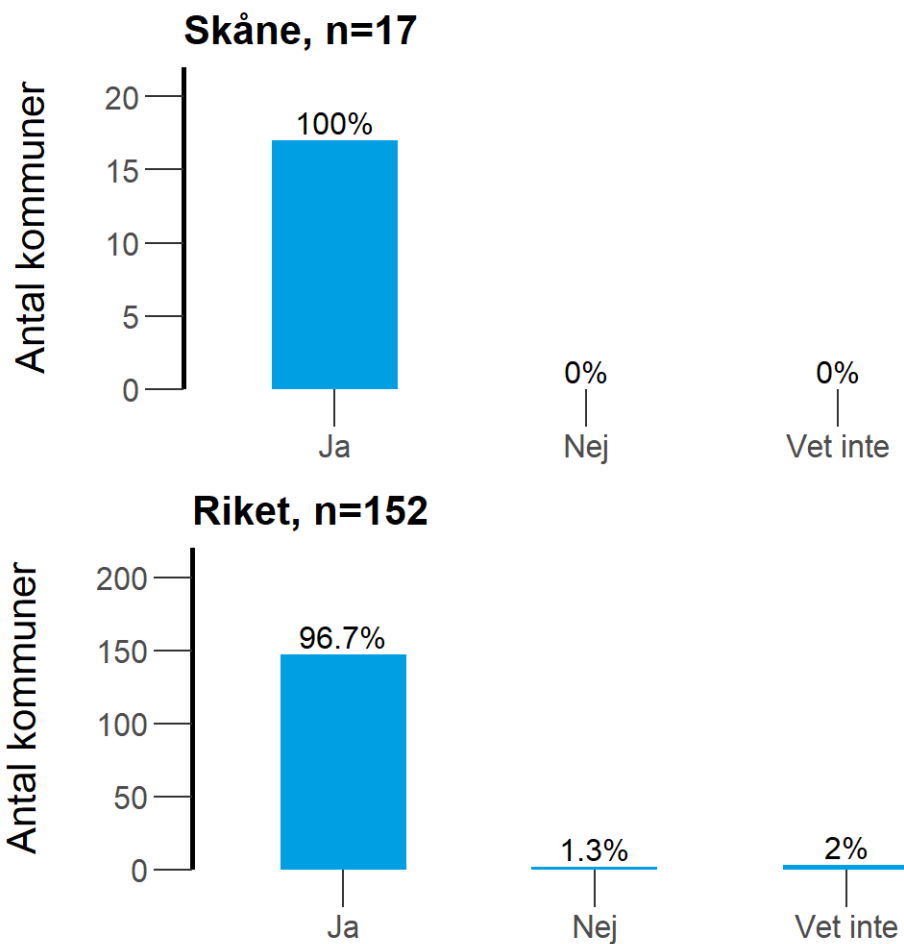 Skåne, n=17
Antal kommuner
20
15
10
5
0
100%
0%
0%
Ja
Nej
Vet inte
Riket, n=152
Antal kommuner
200
150
100
50
0
96.7%
1.3%
2%
Ja
Nej
Vet inte